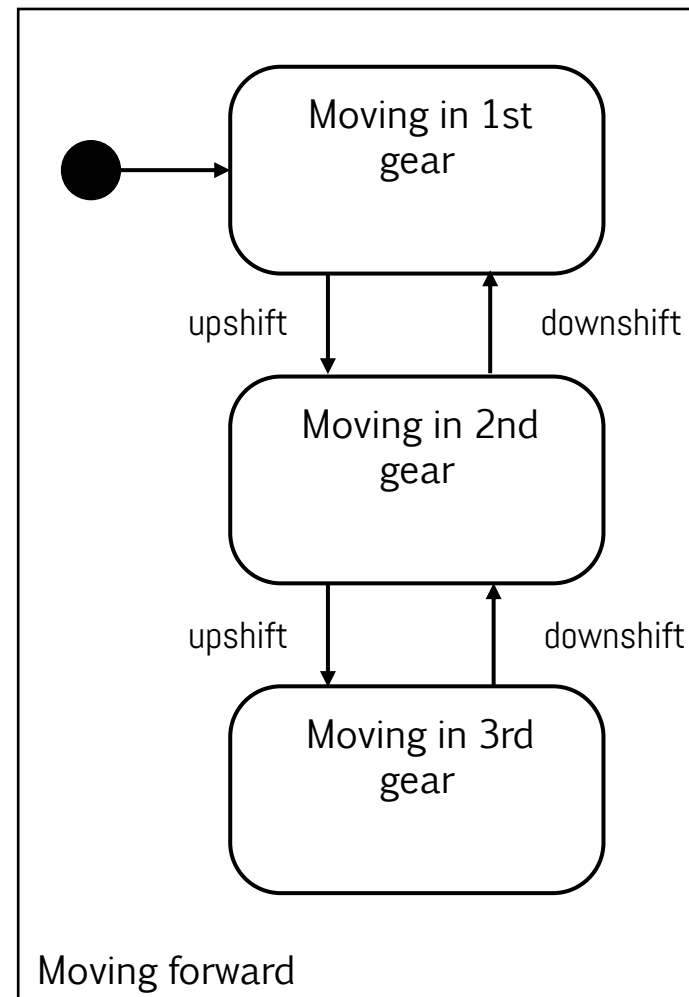 Moving in 1st
gear
upshift
downshift
Moving in 2nd
gear
upshift
downshift
Moving in 3rd
gear
Moving forward